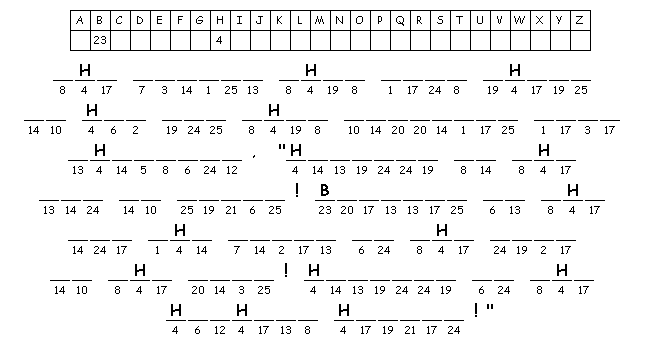 A B C D E F G H I J K L M N O P Q R S T U V W X Y Z
23 4
H H H
8 4 17 7 3 14 1 25 13 8 4 19 8 1 17 24 8 19 4 17 19 25
H H
14 10 4 6 2 19 24 25 8 4 19 8 10 14 20 20 14 1 17 25 1 17 3 17
H , "H H
13 4 14 5 8 6 24 12 4 14 13 19 24 24 19 8 14 8 4 17
! B H
13 14 24 14 10 25 19 21 6 25 23 20 17 13 13 17 25 6 13 8 4 17
H H
14 24 17 1 4 14 7 14 2 17 13 6 24 8 4 17 24 19 2 17
H ! H H
14 10 8 4 17 20 14 3 25 4 14 13 19 24 24 19 6 24 8 4 17
H H H !"
4 6 12 4 17 13 8 4 17 19 21 17 24